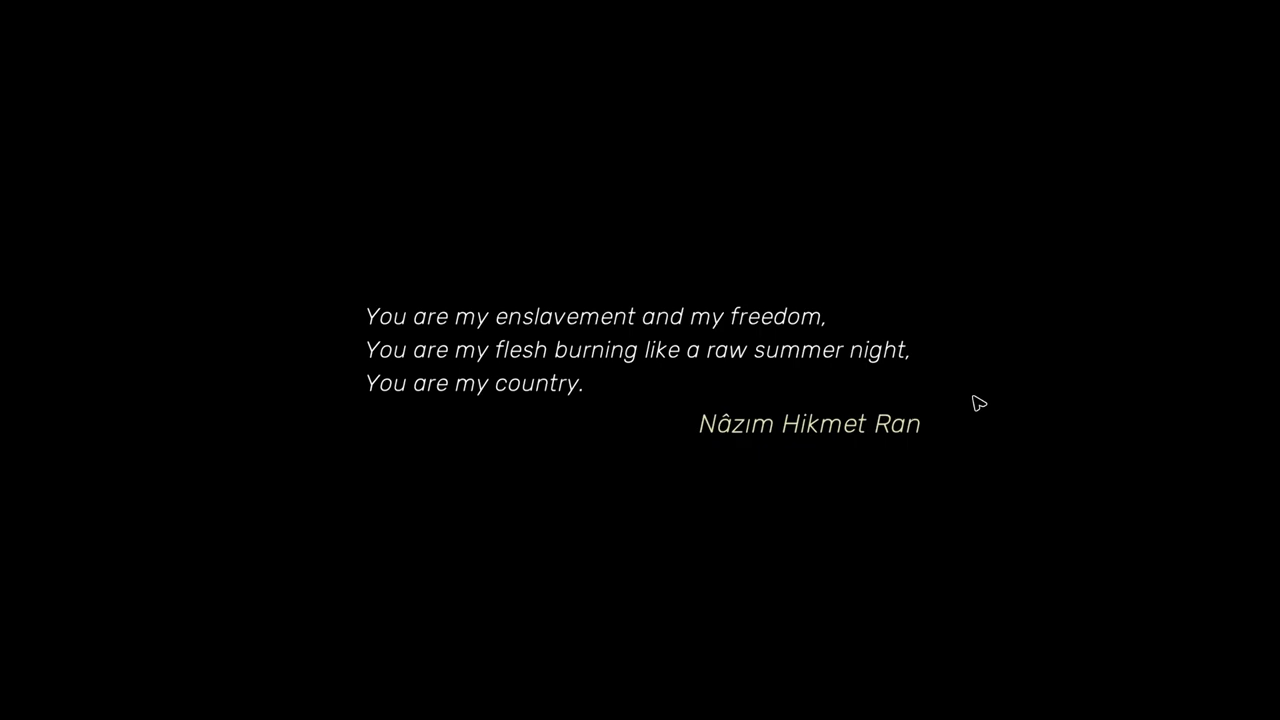 You are my enslavement and my freedom,
You are my flesh burning like a raw summer night,
You are my country.
Nâzım Hikmet Ran